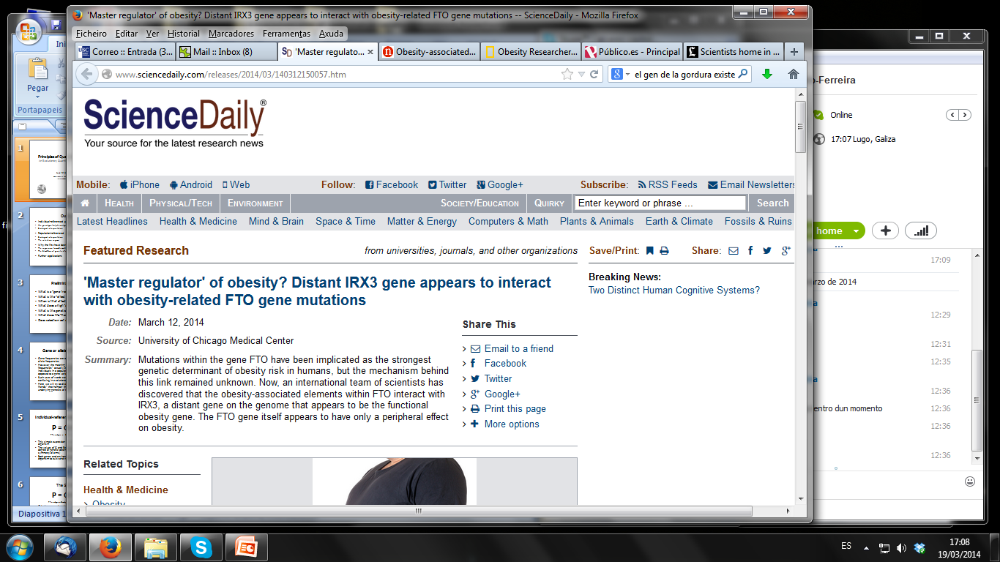 'Master regulator' of obesity? Distant IRX3 gene appears to interact with obesity-related FTO gene mutations -- ScienceDaily - Mozilla Firefox
Ficheiro Editar Ver Historial Marcadores Ferramentas Axuda
Correo :: Entrada (3...
Mail :: Inbox (8)
'Master regulato...
Obesity-associated...
Obesity Researcher...
Público.es - Principal
Scientists home in ...
www.sciencedaily.com/releases/2014/03/140312150057.htm
el gen de la gordura existe
ScienceDaily®
Your source for the latest research news
Mobile: iPhone Android Web Follow: Facebook Twitter Google+ Subscribe: RSS Feeds Email Newsletters
HEALTH PHYSICAL/TECH ENVIRONMENT SOCIETY/EDUCATION QUIRKY Enter keyword or phrase ... Search
Latest Headlines Health & Medicine Mind & Brain Space & Time Matter & Energy Computers & Math Plants & Animals Earth & Climate Fossils & Ruins
Featured Research
from universities, journals, and other organizations
'Master regulator' of obesity? Distant IRX3 gene appears to interact
with obesity-related FTO gene mutations
Date: March 12, 2014
Source: University of Chicago Medical Center
Summary: Mutations within the gene FTO have been implicated as the strongest
genetic determinant of obesity risk in humans, but the mechanism behind
this link remained unknown. Now, an international team of scientists has
discovered that the obesity-associated elements within FTO interact with
IRX3, a distant gene on the genome that appears to be the functional
obesity gene. The FTO gene itself appears to have only a peripheral effect
on obesity.
Share This
Email to a friend
Facebook
Twitter
Google+
Print this page
More options
Related Topics
Health & Medicine
Obesity
Save/Print: Share:
Breaking News:
Two Distinct Human Cognitive Systems?
Pegar
Portapapeis
1
2
3
4
5
6
P = 
P = 
Diapositiva 1
o-Ferreira
Online
17:07 Lugo, Galiza
home
17:09
arzo de 2014
12:29
12:31
12:35
12:36
entro dun momento 12:36
12:36
12:36
ES
17:08
19/03/2014